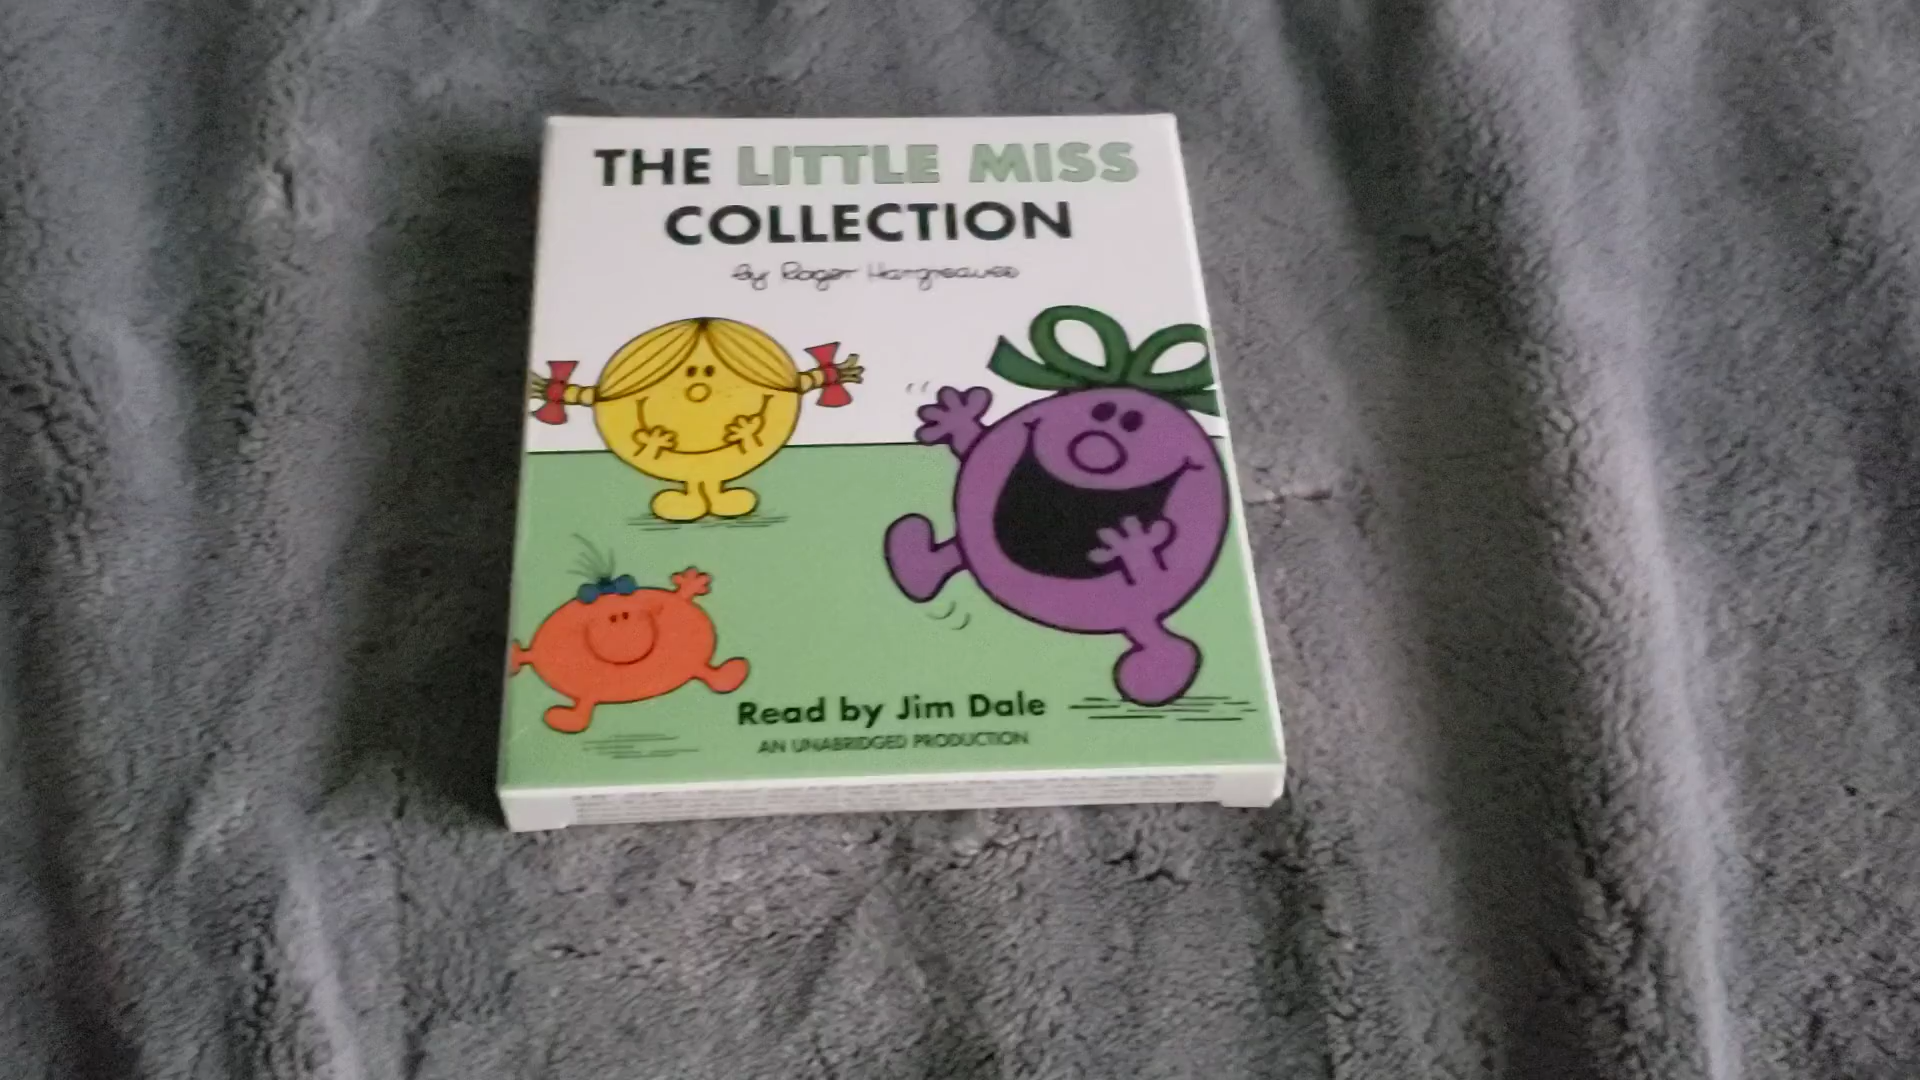 THE LITTLE MISS
COLLECTION
by Roger Hargreaves
Read by Jim Dale
AN UNABRIDGED PRODUCTION